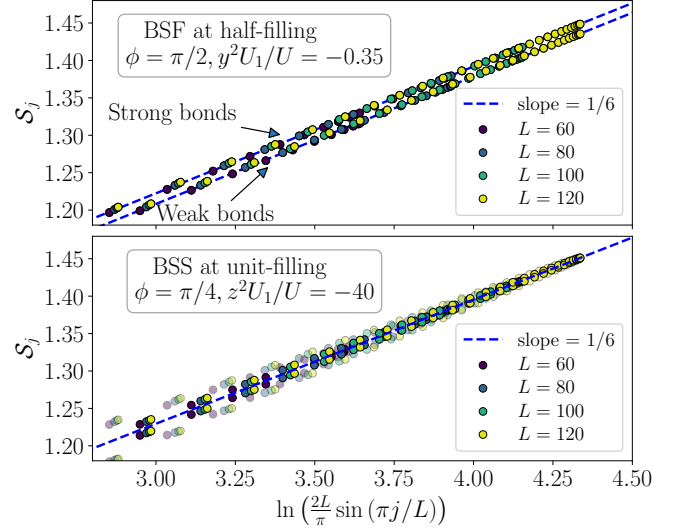 BSF at half-filling
ϕ = π/2, y²U₁/U = −0.35
Strong bonds
Weak bonds
slope = 1/6
L = 60
L = 80
L = 100
L = 120
1.45
1.40
1.35
1.30
1.25
1.20
𝒮ⱼ
BSS at unit-filling
ϕ = π/4, z²U₁/U = −40
slope = 1/6
L = 60
L = 80
L = 100
L = 120
1.45
1.40
1.35
1.30
1.25
1.20
𝒮ⱼ
3.00 3.25 3.50 3.75 4.00 4.25 4.50
ln (2L/π sin (πj/L))